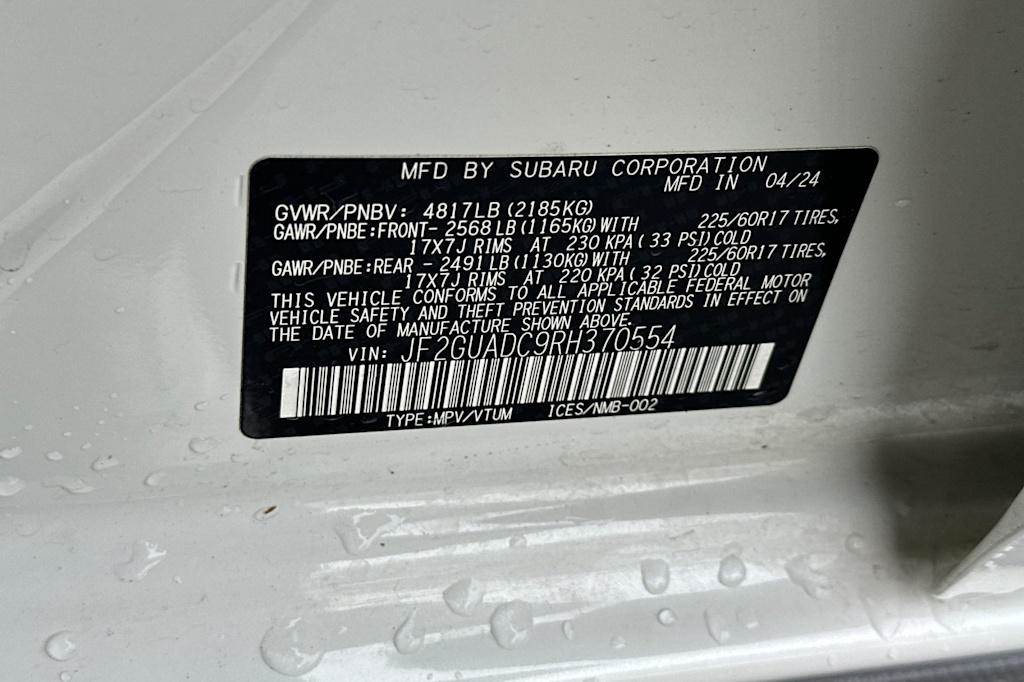 MFD BY SUBARU CORPORATION
MFD IN 04/24
GVWR/PNBV: 4817LB (2185KG)
GAWR/PNBE:FRONT- 2568 LB (1165KG) WITH 225/60R17 TIRES,
17X7J RIMS AT 230 KPA ( 33 PSI) COLD
GAWR/PNBE:REAR - 2491 LB (1130KG) WITH 225/60R17 TIRES,
17X7J RIMS AT 220 KPA ( 32 PSI) COLD
THIS VEHICLE CONFORMS TO ALL APPLICABLE FEDERAL MOTOR
VEHICLE SAFETY AND THEFT PREVENTION STANDARDS IN EFFECT ON
THE DATE OF MANUFACTURE SHOWN ABOVE.
VIN: JF2GUADC9RH370554
TYPE:MPV/VTUM ICES/NMB-002